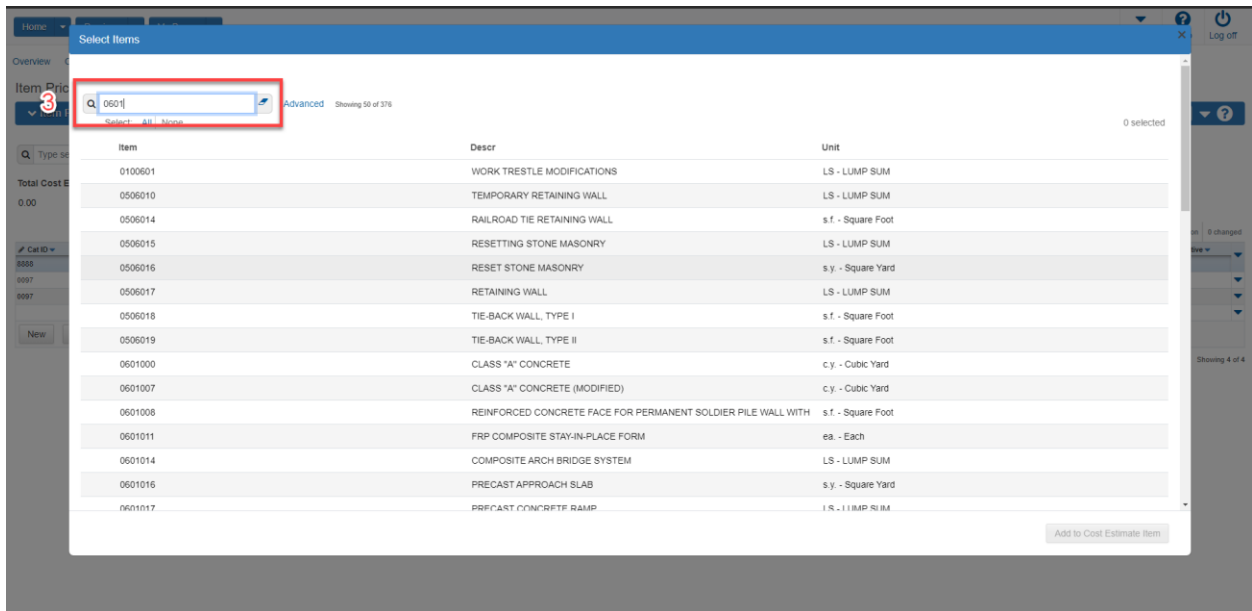 Home
Log off
Select Items
×
Overview
Item Pric
3
0601
Advanced Showing 50 of 376
Select: All None
0 selected
Type se
Total Cost E
0.00
Item Descr Unit
0100601 WORK TRESTLE MODIFICATIONS LS - LUMP SUM
0506010 TEMPORARY RETAINING WALL LS - LUMP SUM
0506014 RAILROAD TIE RETAINING WALL s.f. - Square Foot
0506015 RESETTING STONE MASONRY LS - LUMP SUM
0506016 RESET STONE MASONRY s.y. - Square Yard
0506017 RETAINING WALL LS - LUMP SUM
0506018 TIE-BACK WALL, TYPE I s.f. - Square Foot
0506019 TIE-BACK WALL, TYPE II s.f. - Square Foot
0601000 CLASS "A" CONCRETE c.y. - Cubic Yard
0601007 CLASS "A" CONCRETE (MODIFIED) c.y. - Cubic Yard
0601008 REINFORCED CONCRETE FACE FOR PERMANENT SOLDIER PILE WALL WITH s.f. - Square Foot
0601011 FRP COMPOSITE STAY-IN-PLACE FORM ea. - Each
0601014 COMPOSITE ARCH BRIDGE SYSTEM LS - LUMP SUM
0601016 PRECAST APPROACH SLAB s.y. - Square Yard
0601017 PRECAST CONCRETE RAMP LS - LUMP SUM
Cat ID
8888
0097
0097
New
0 changed
Showing 4 of 4
Add to Cost Estimate Item